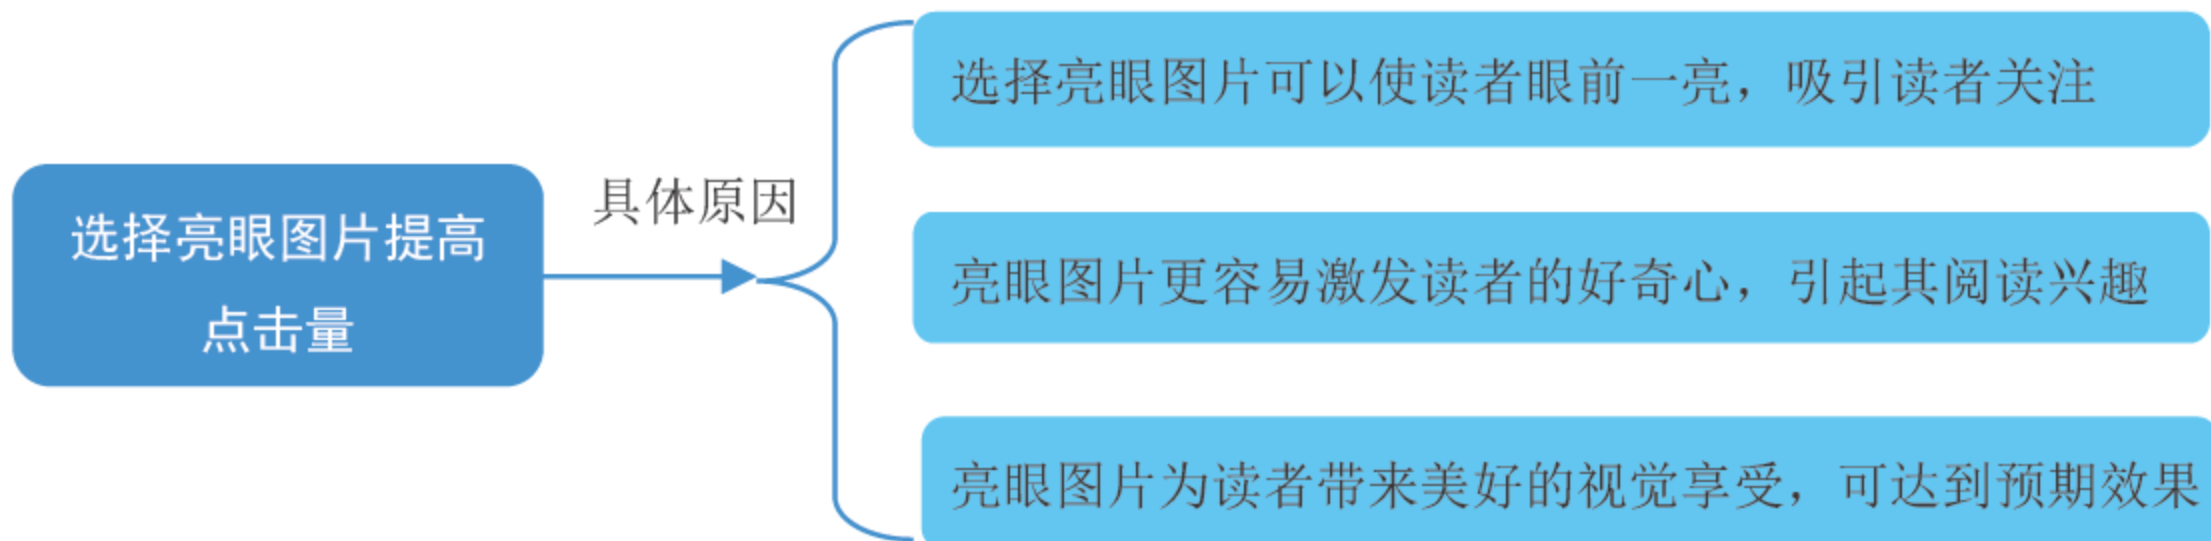 选择亮眼图片提高
点击量
具体原因
选择亮眼图片可以使读者眼前一亮，吸引读者关注
亮眼图片更容易激发读者的好奇心，引起其阅读兴趣
亮眼图片为读者带来美好的视觉享受，可达到预期效果